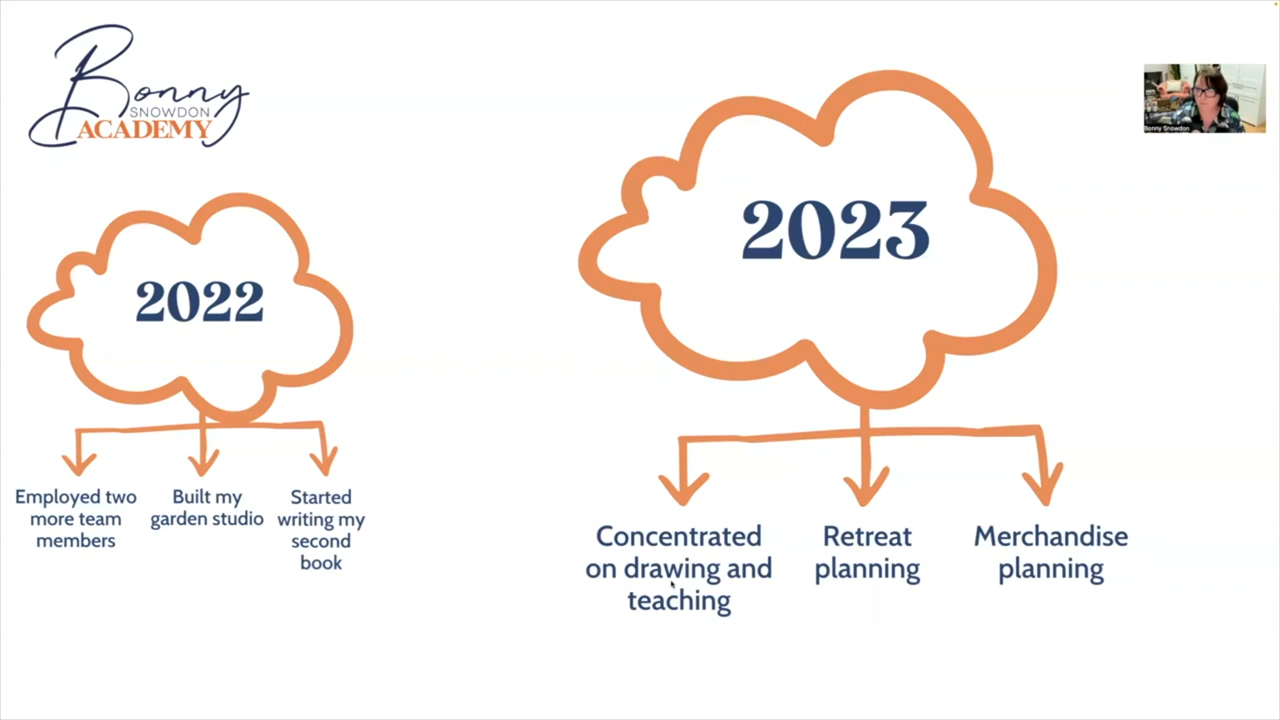 Bonny
SNOWDON
ACADEMY
Bonny Snowdon
2022
Employed two
more team
members
Built my
garden studio
Started
writing my
second
book
2023
Concentrated
on drawing and
teaching
Retreat
planning
Merchandise
planning